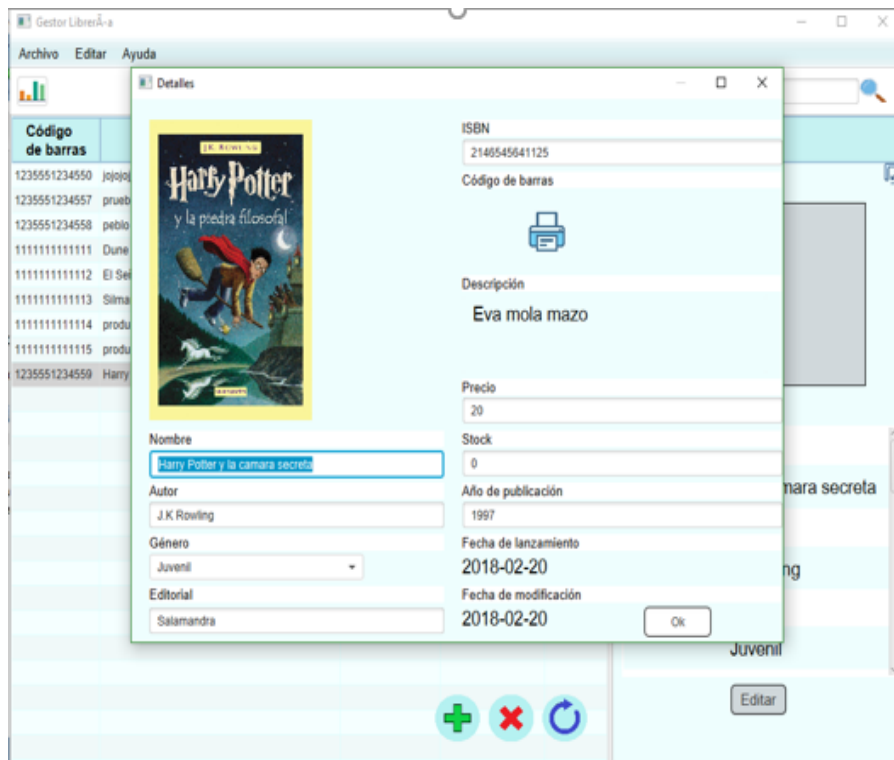 Gestor LibrerÃ-a
Archivo Editar Ayuda
Detalles
Código
de barras
1235551234550 jojojoj
1235551234557 prueb
1235551234558 peblo
1111111111111 Dune
1111111111112 El Señ
1111111111113 Silma
1111111111114 produ
1111111111115 produ
1235551234559 Harry
J.K. ROWLING
Harry Potter
y la piedra filosofal
Nombre
Harry Potter y la camara secreta
Autor
J.K Rowling
Género
Juvenil
Editorial
Salamandra
ISBN
2146545641125
Código de barras
Descripción
Eva mola mazo
Precio
20
Stock
0
Año de publicación
1997
Fecha de lanzamiento
2018-02-20
Fecha de modificación
2018-02-20
Ok
mara secreta
ng
Juvenil
Editar